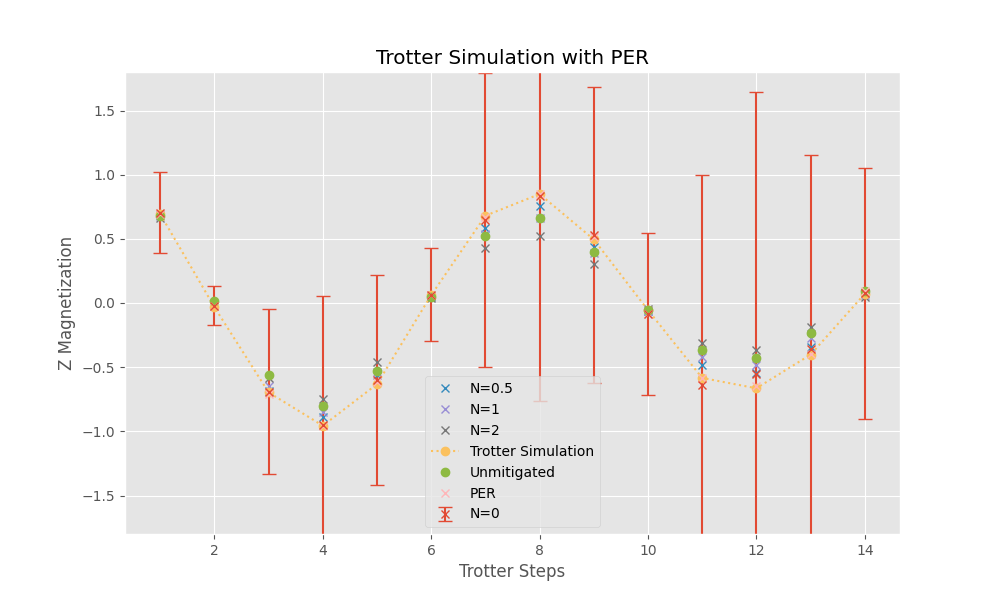 Trotter Simulation with PER
Z Magnetization
1.5
1.0
0.5
0.0
−0.5
−1.0
−1.5
N=0.5
N=1
N=2
Trotter Simulation
Unmitigated
PER
N=0
2 4 6 8 10 12 14
Trotter Steps